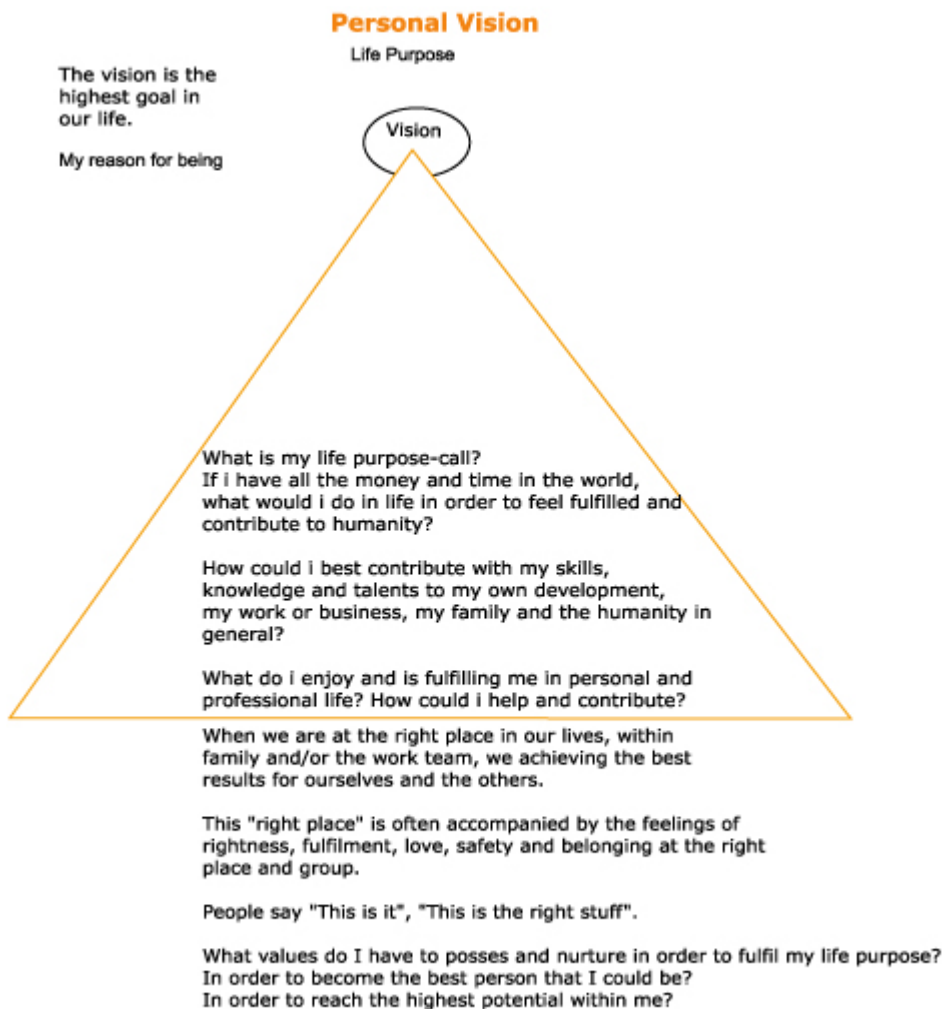 Personal Vision
Life Purpose
The vision is the
highest goal in
our life.
My reason for being
Vision
What is my life purpose-call?
If i have all the money and time in the world,
what would i do in life in order to feel fulfilled and
contribute to humanity?
How could i best contribute with my skills,
knowledge and talents to my own development,
my work or business, my family and the humanity in
general?
What do i enjoy and is fulfilling me in personal and
professional life? How could i help and contribute?
When we are at the right place in our lives, within
family and/or the work team, we achieving the best
results for ourselves and the others.
This "right place" is often accompanied by the feelings of
rightness, fulfilment, love, safety and belonging at the right
place and group.
People say "This is it", "This is the right stuff".
What values do I have to posses and nurture in order to fulfil my life purpose?
In order to become the best person that I could be?
In order to reach the highest potential within me?